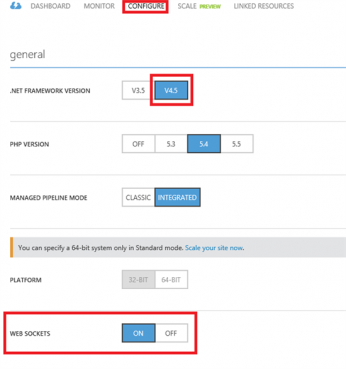 DASHBOARD MONITOR CONFIGURE SCALE PREVIEW LINKED RESOURCES
general
.NET FRAMEWORK VERSION V3.5 V4.5
PHP VERSION OFF 5.3 5.4 5.5
MANAGED PIPELINE MODE CLASSIC INTEGRATED
You can specify a 64-bit system only in Standard mode. Scale your site now.
PLATFORM 32-BIT 64-BIT
WEB SOCKETS ON OFF